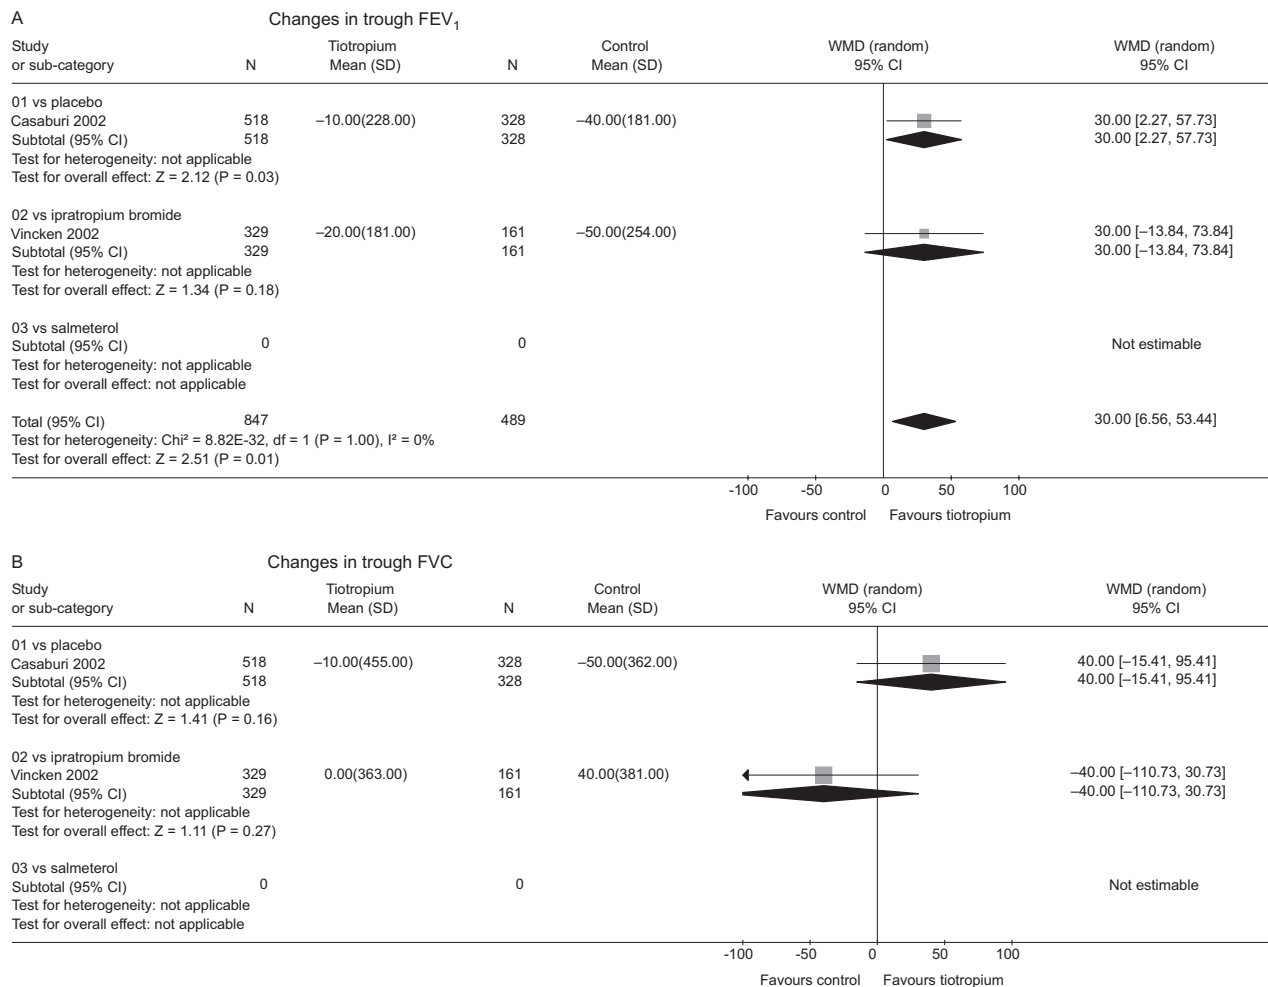 A
Changes in trough FEV1
Study Tiotropium Control WMD (random) WMD (random)
or sub-category N Mean (SD) N Mean (SD) 95% CI 95% CI
01 vs placebo
Casaburi 2002 518 –10.00(228.00) 328 –40.00(181.00) 30.00 [2.27, 57.73]
Subtotal (95% CI) 518 328 30.00 [2.27, 57.73]
Test for heterogeneity: not applicable
Test for overall effect: Z = 2.12 (P = 0.03)
02 vs ipratropium bromide
Vincken 2002 329 –20.00(181.00) 161 –50.00(254.00) 30.00 [–13.84, 73.84]
Subtotal (95% CI) 329 161 30.00 [–13.84, 73.84]
Test for heterogeneity: not applicable
Test for overall effect: Z = 1.34 (P = 0.18)
03 vs salmeterol
Subtotal (95% CI) 0 0 Not estimable
Test for heterogeneity: not applicable
Test for overall effect: not applicable
Total (95% CI) 847 489 30.00 [6.56, 53.44]
Test for heterogeneity: Chi² = 8.82E-32, df = 1 (P = 1.00), I² = 0%
Test for overall effect: Z = 2.51 (P = 0.01)
-100 -50 0 50 100
Favours control Favours tiotropium
B
Changes in trough FVC
Study Tiotropium Control WMD (random) WMD (random)
or sub-category N Mean (SD) N Mean (SD) 95% CI 95% CI
01 vs placebo
Casaburi 2002 518 –10.00(455.00) 328 –50.00(362.00) 40.00 [–15.41, 95.41]
Subtotal (95% CI) 518 328 40.00 [–15.41, 95.41]
Test for heterogeneity: not applicable
Test for overall effect: Z = 1.41 (P = 0.16)
02 vs ipratropium bromide
Vincken 2002 329 0.00(363.00) 161 40.00(381.00) –40.00 [–110.73, 30.73]
Subtotal (95% CI) 329 161 –40.00 [–110.73, 30.73]
Test for heterogeneity: not applicable
Test for overall effect: Z = 1.11 (P = 0.27)
03 vs salmeterol
Subtotal (95% CI) 0 0 Not estimable
Test for heterogeneity: not applicable
Test for overall effect: not applicable
-100 -50 0 50 100
Favours control Favours tiotropium